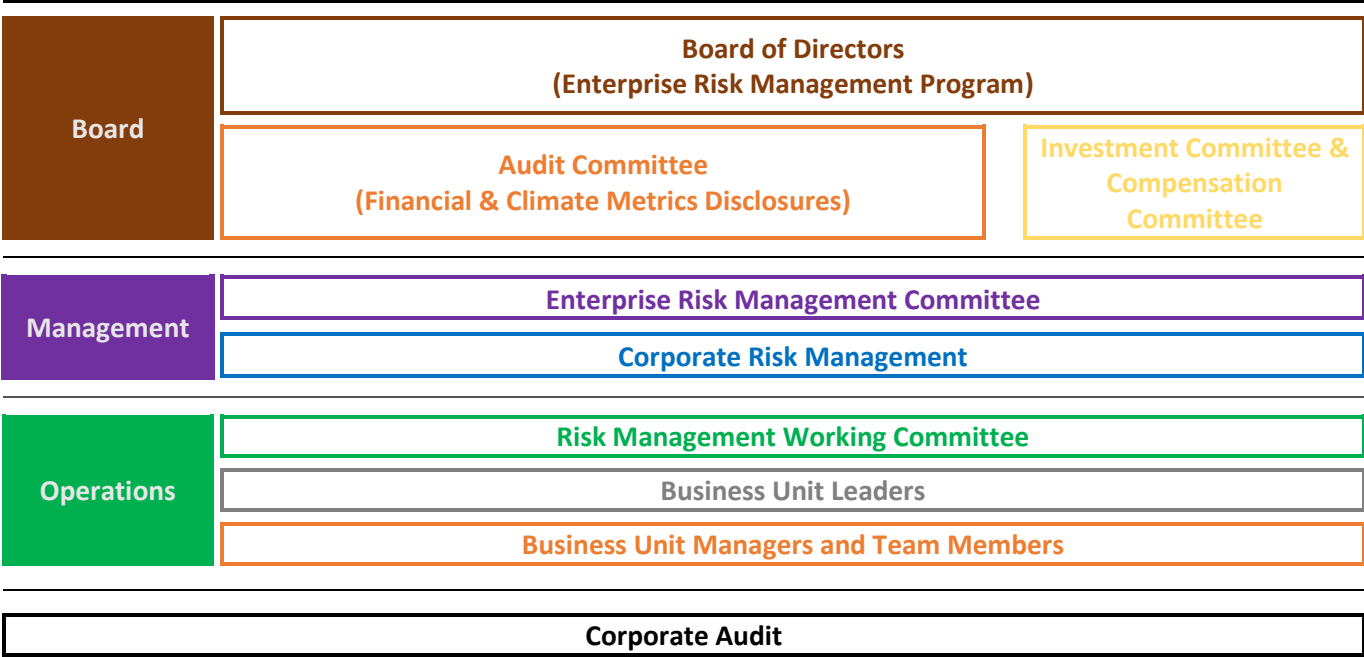 Board
Board of Directors
(Enterprise Risk Management Program)
Audit Committee
(Financial & Climate Metrics Disclosures)
Investment Committee &
Compensation
Committee
Management
Enterprise Risk Management Committee
Corporate Risk Management
Operations
Risk Management Working Committee
Business Unit Leaders
Business Unit Managers and Team Members
Corporate Audit